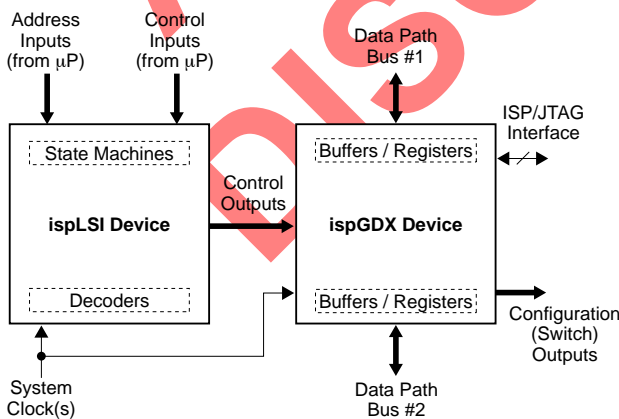 Address
Inputs
(from μP)
Control
Inputs
(from μP)
Data Path
Bus #1
ISP/JTAG
Interface
State Machines
Buffers / Registers
Control
Outputs
ispLSI Device
ispGDX Device
Decoders
Buffers / Registers
Configuration
(Switch)
Outputs
System
Clock(s)
Data Path
Bus #2